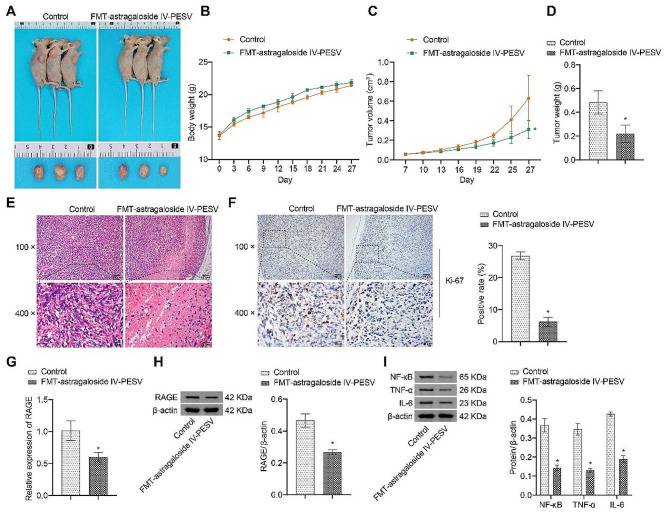 A
Control
FMT-astragaloside IV-PESV
B
Control
FMT-astragaloside IV-PESV
Body weight (g)
25
20
15
10
0 3 6 9 12 15 18 21 24 27
Day
C
Control
FMT-astragaloside IV-PESV
Tumor volume (cm³)
1.0
0.8
0.6
0.4
0.2
0.0
7 10 13 16 19 22 25 27
Day
*
D
Control
FMT-astragaloside IV-PESV
Tumor weight (g)
0.8
0.6
0.4
0.2
0.0
*
E
Control
FMT-astragaloside IV-PESV
100 ×
400 ×
F
Control
FMT-astragaloside IV-PESV
100 ×
400 ×
Ki-67
Control
FMT-astragaloside IV-PESV
Positive rate (%)
30
20
10
0
*
G
Control
FMT-astragaloside IV-PESV
Relative expression of RAGE
1.5
1.0
0.5
0.0
*
H
RAGE 42 KDa
β-actin 42 KDa
Control
FMT-astragaloside IV-PESV
Control
FMT-astragaloside IV-PESV
RAGE/β-actin
0.6
0.4
0.2
0.0
*
I
NF-κB 65 KDa
TNF-α 26 KDa
IL-6 23 KDa
β-actin 42 KDa
Control
FMT-astragaloside IV-PESV
Control
FMT-astragaloside IV-PESV
Protein/β-actin
0.5
0.4
0.3
0.2
0.1
0.0
* * *
NF-κB TNF-α IL-6